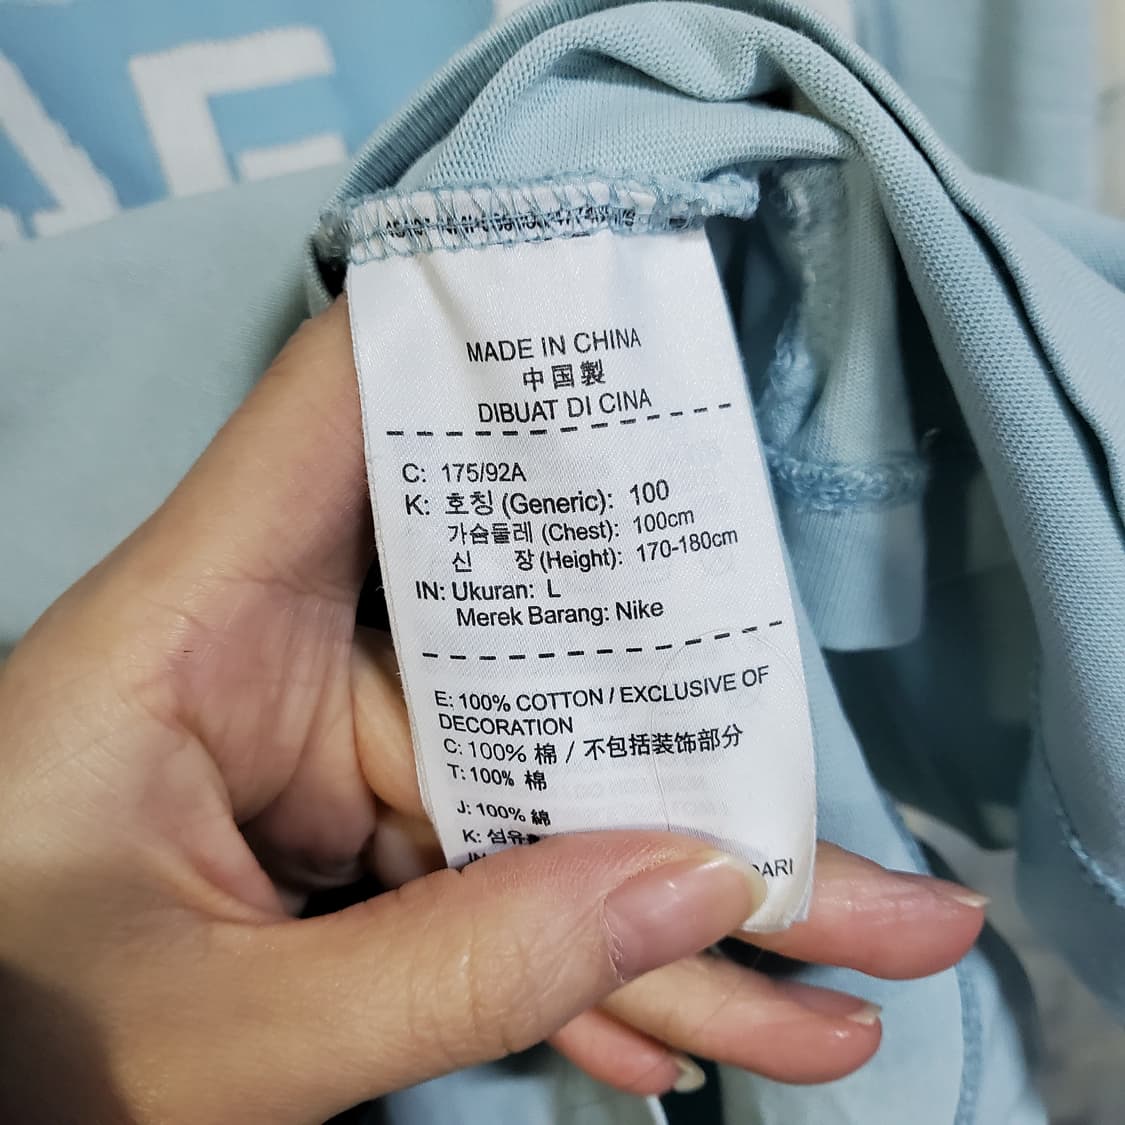 MADE IN CHINA
中国製
DIBUAT DI CINA
C: 175/92A
K: 호칭 (Generic): 100
가슴둘레 (Chest): 100cm
신 장 (Height): 170-180cm
IN: Ukuran: L
Merek Barang: Nike
E: 100% COTTON / EXCLUSIVE OF
DECORATION
C: 100% 棉 / 不包括装饰部分
T: 100% 棉
J: 100% 綿
K: 섬유